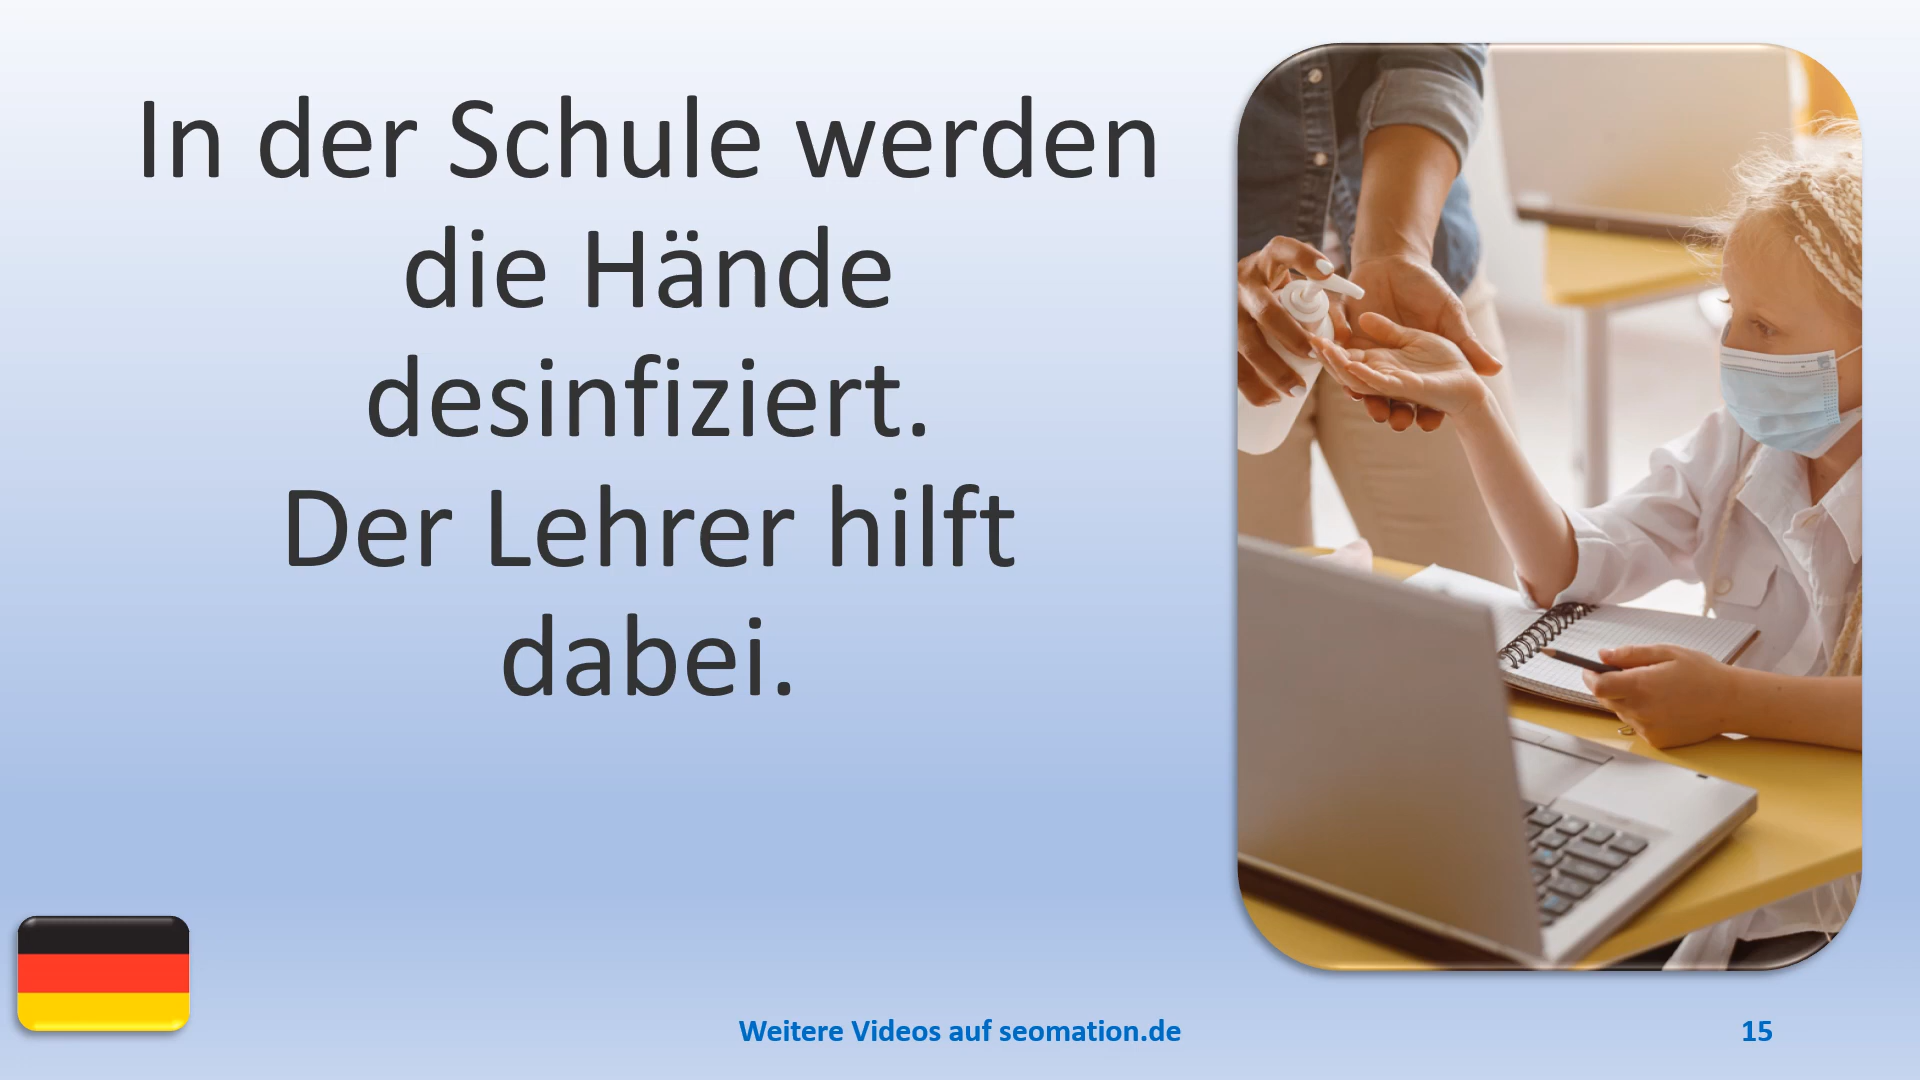 In der Schule werden
die Hände
desinfiziert.
Der Lehrer hilft
dabei.
Weitere Videos auf seomation.de
15